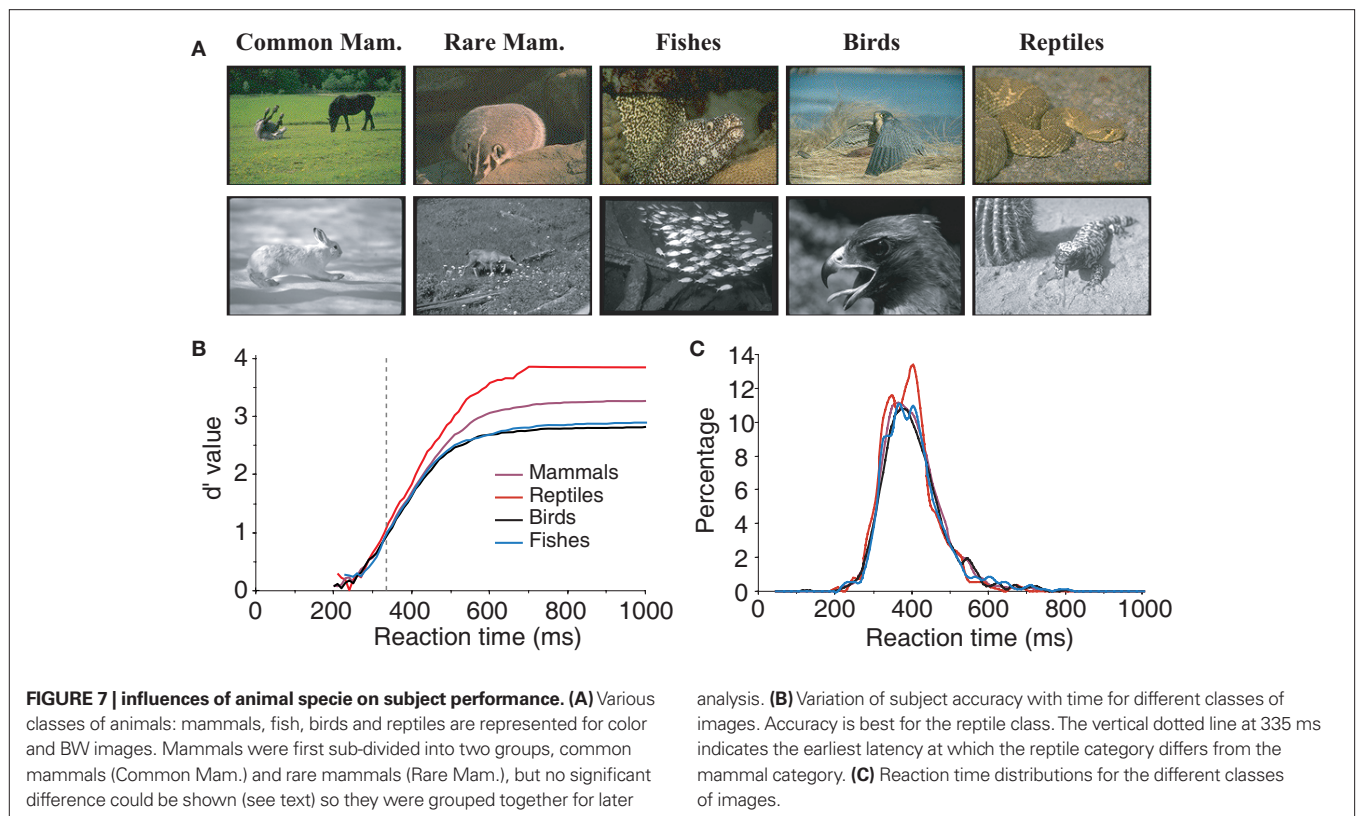 A
Common Mam.
Rare Mam.
Fishes
Birds
Reptiles
B
4
3
2
1
0
d' value
0
200
400
600
800
1000
Reaction time (ms)
Mammals
Reptiles
Birds
Fishes
C
14
12
10
8
6
4
2
0
Percentage
0
200
400
600
800
1000
Reaction time (ms)
FIGURE 7 | influences of animal specie on subject performance. (A) Various
classes of animals: mammals, fish, birds and reptiles are represented for color
and BW images. Mammals were first sub-divided into two groups, common
mammals (Common Mam.) and rare mammals (Rare Mam.), but no significant
difference could be shown (see text) so they were grouped together for later
analysis. (B) Variation of subject accuracy with time for different classes of
images. Accuracy is best for the reptile class. The vertical dotted line at 335 ms
indicates the earliest latency at which the reptile category differs from the
mammal category. (C) Reaction time distributions for the different classes
of images.